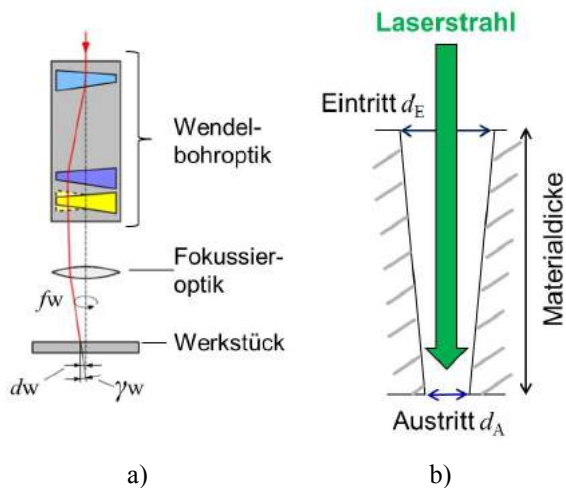 Wendel-
bohroptik
Fokussier-
optik
fw
Werkstück
dw
γw
a)
Laserstrahl
Eintritt dE
Materialdicke
Austritt dA
b)